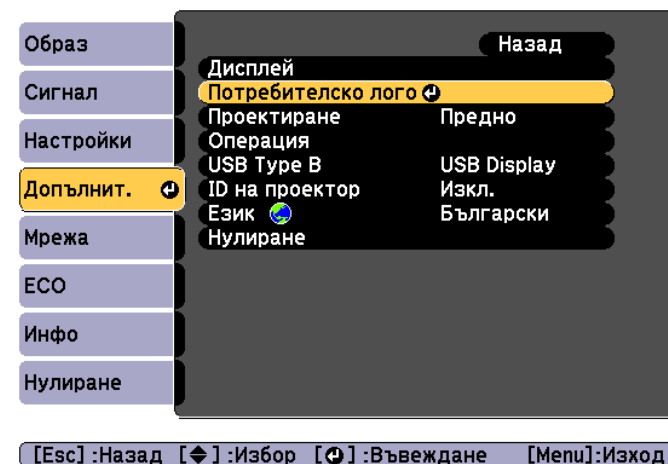 Образ
Сигнал
Настройки
Допълнит.
Мрежа
ECO
Инфо
Нулиране
Назад
Дисплей
Потребителско лого
Проектиране Предно
Операция
USB Type B USB Display
ID на проектор Изкл.
Език Български
Нулиране
[Esc] :Назад [◆] :Избор [⏎] :Въвеждане [Menu]:Изход